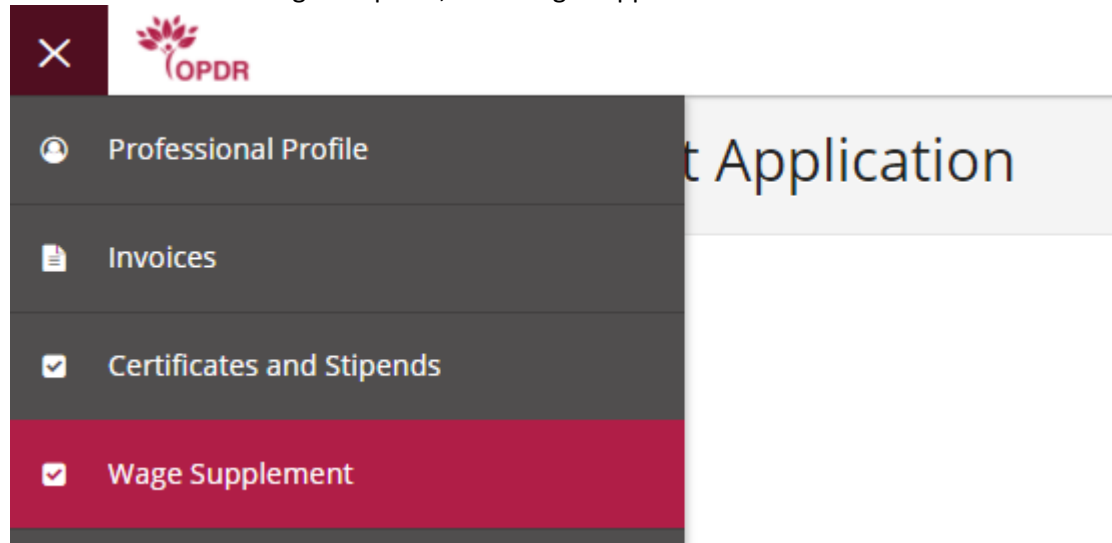 OPDR
Professional Profile
t Application
Invoices
Certificates and Stipends
Wage Supplement